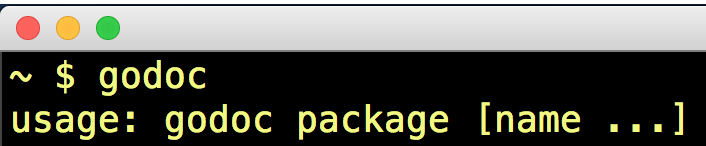 ~ $ godoc
usage: godoc package [name ...]